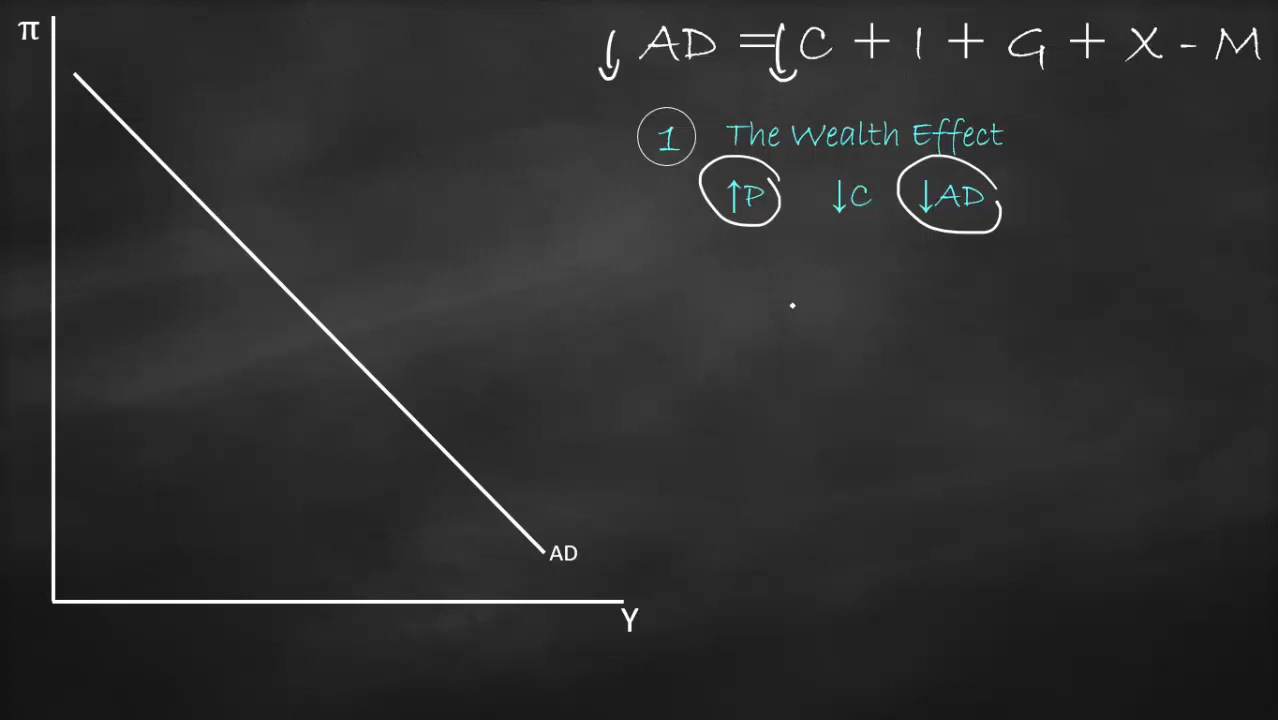 π
↓ AD = ↓ C + I + G + X - M
1 The Wealth Effect
↑P ↓C ↓AD
AD
Y